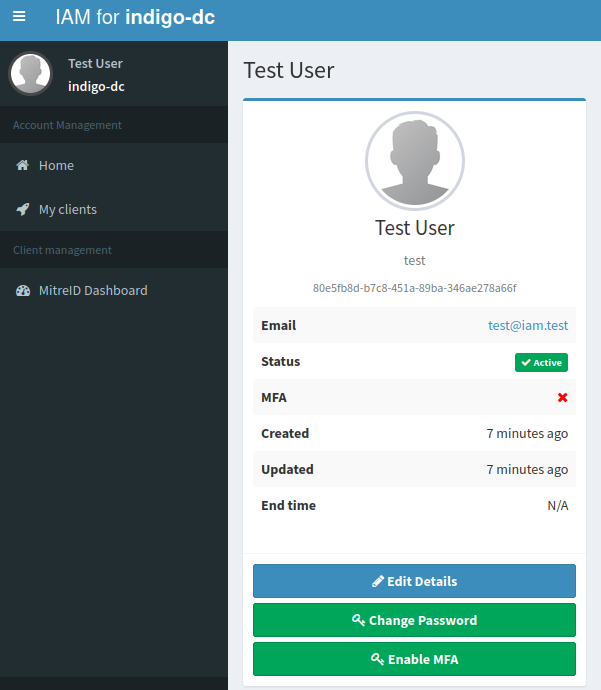 IAM for indigo-dc
Test User
indigo-dc
Account Management
Home
My clients
Client management
MitreID Dashboard
Test User
Test User
test
80e5fb8d-b7c8-451a-89ba-346ae278a66f
Email test@iam.test
Status Active
MFA
Created 7 minutes ago
Updated 7 minutes ago
End time N/A
Edit Details
Change Password
Enable MFA